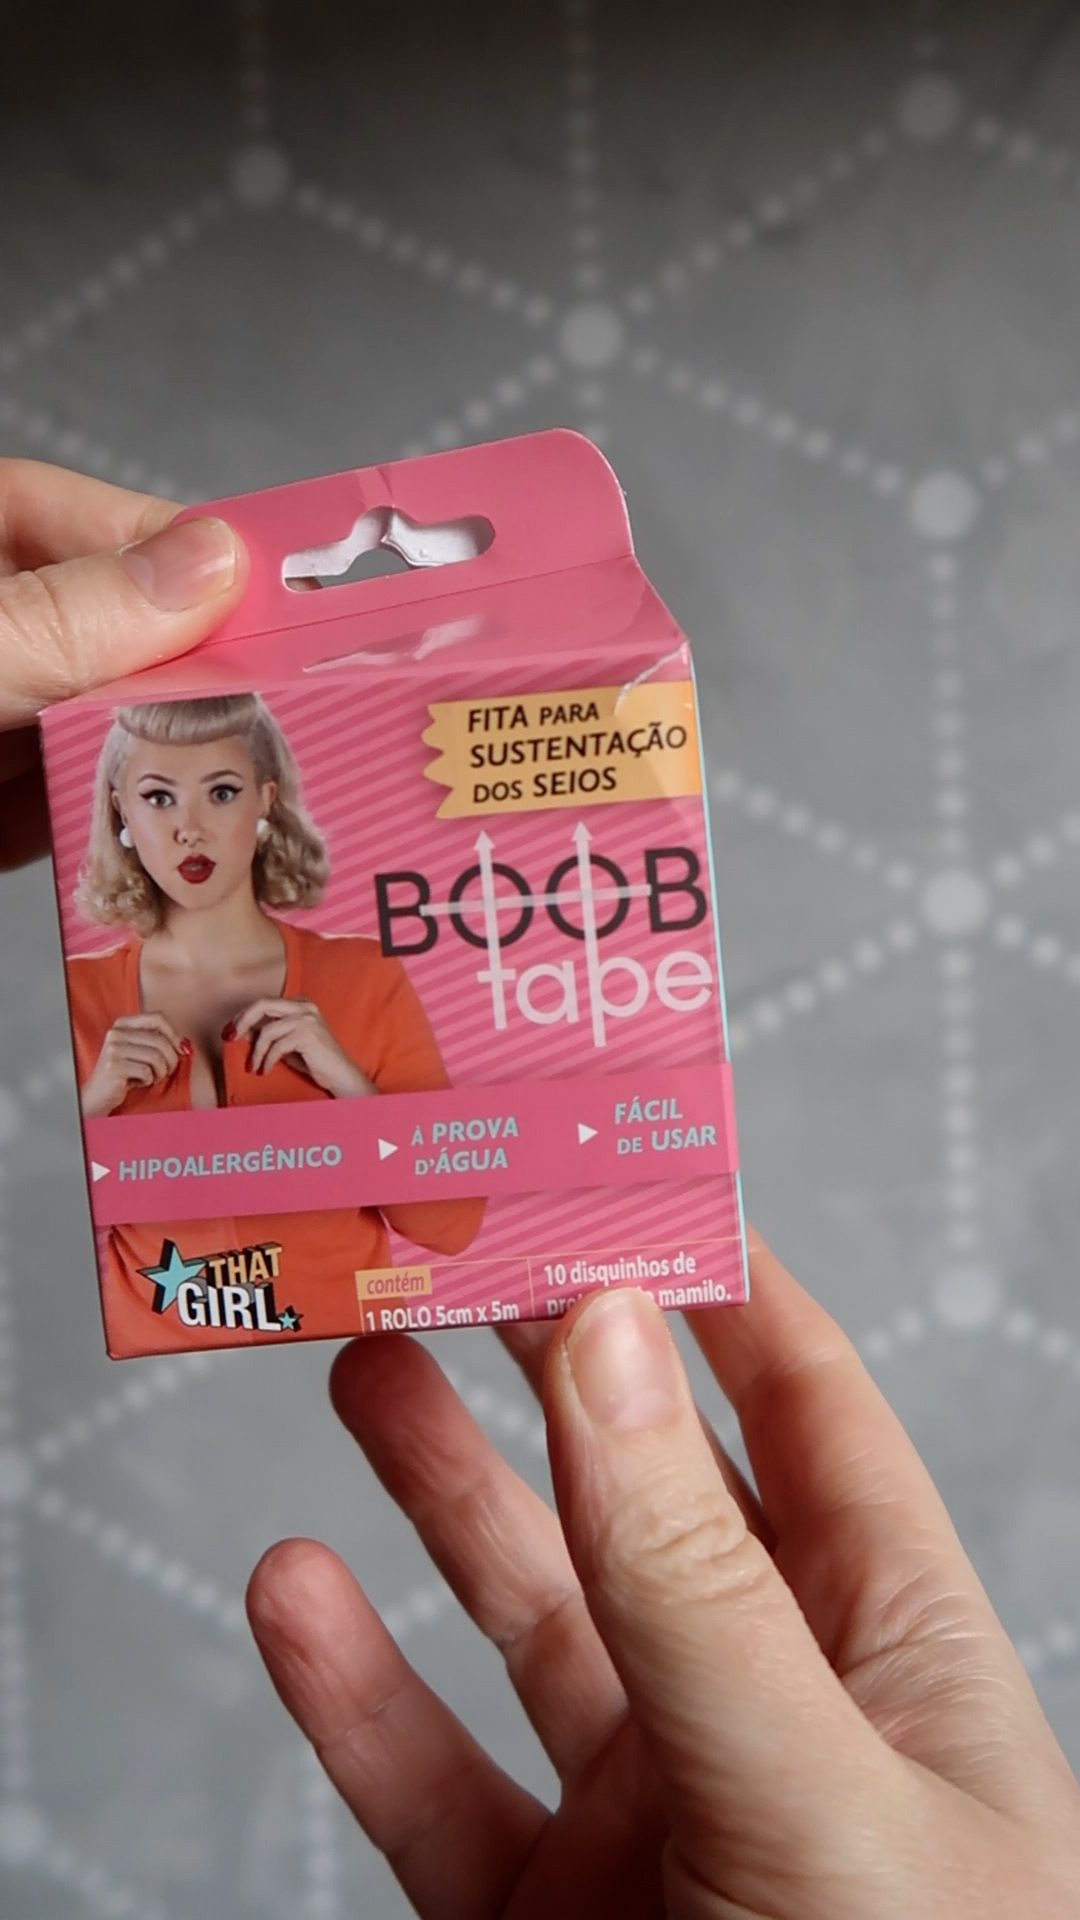 FITA PARA
SUSTENTAÇÃO
DOS SEIOS
BOOB
tape
HIPOALERGÊNICO
À PROVA
D'ÁGUA
FÁCIL
DE USAR
THAT
GIRL
contém
1 ROLO 5cm x 5m
10 disquinhos de
mamilo.